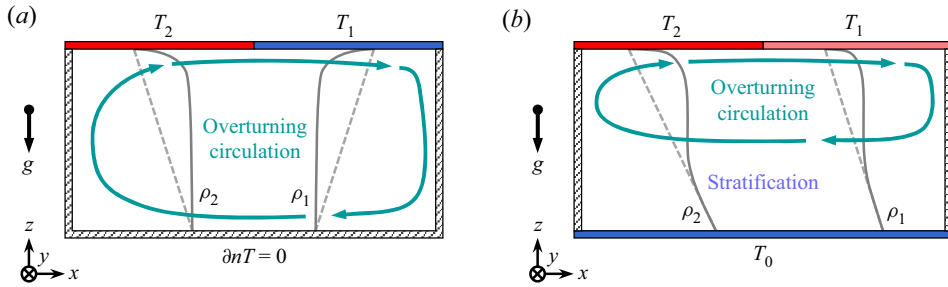 (a)
T₂
T₁
g
Overturning
circulation
ρ₂
ρ₁
z
y
x
∂nT = 0
(b)
T₂
T₁
g
Overturning
circulation
Stratification
ρ₂
ρ₁
z
y
x
T₀